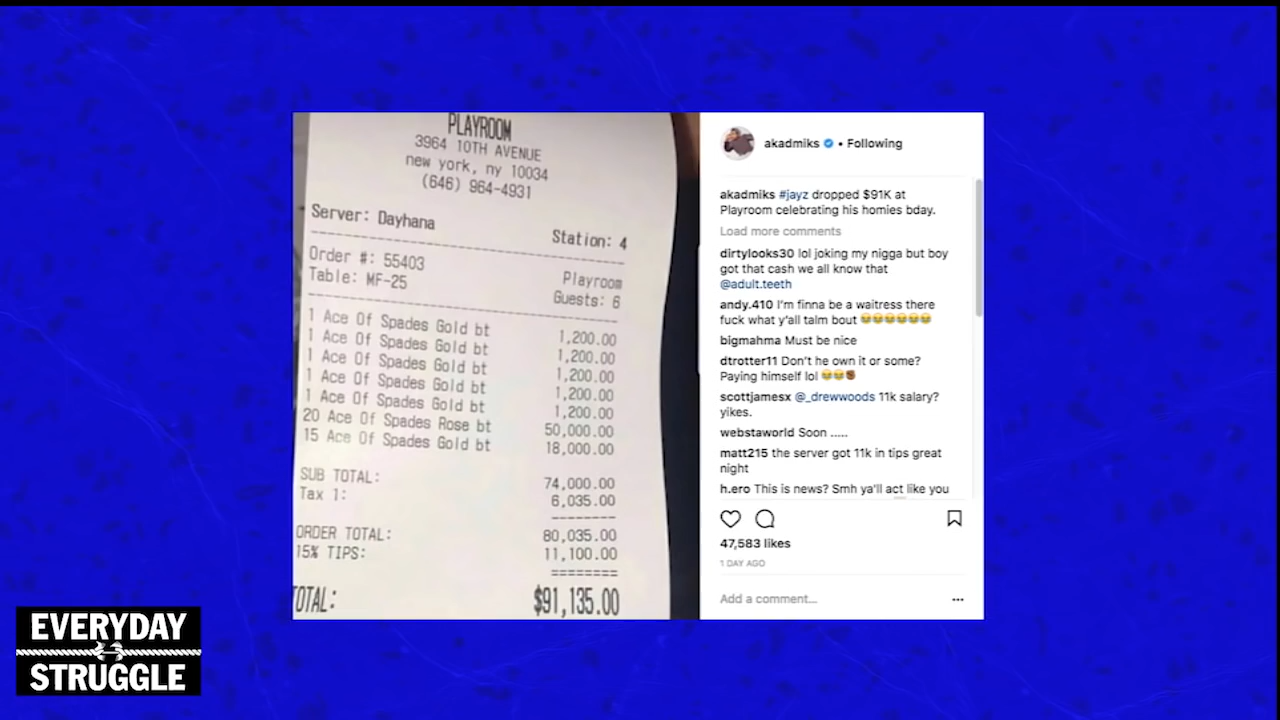 PLAYROOM
3964 10TH AVENUE
new york, ny 10034
(646) 964-4931
Server: Dayhana
Station: 4
Order #: 55403
Playroom
Table: MF-25
Guests: 6
1 Ace Of Spades Gold bt 1,200.00
1 Ace Of Spades Gold bt 1,200.00
1 Ace Of Spades Gold bt 1,200.00
1 Ace Of Spades Gold bt 1,200.00
1 Ace Of Spades Gold bt 1,200.00
20 Ace Of Spades Rose bt 50,000.00
15 Ace Of Spades Gold bt 18,000.00
SUB TOTAL: 74,000.00
Tax 1: 6,035.00
ORDER TOTAL: 80,035.00
15% TIPS: 11,100.00
TOTAL: $91,135.00
akadmiks • Following
akadmiks #jayz dropped $91K at
Playroom celebrating his homies bday.
Load more comments
dirtylooks30 lol joking my nigga but boy
got that cash we all know that
@adult.teeth
andy.410 I'm finna be a waitress there
fuck what y'all talm bout 😂😂😂😂😂😂
bigmahma Must be nice
dtrotter11 Don't he own it or some?
Paying himself lol 😂😂✊🏾
scottjamesx @_drewwoods 11k salary?
yikes.
webstaworld Soon .....
matt215 the server got 11k in tips great
night
h.ero This is news? Smh ya'll act like you
47,583 likes
1 DAY AGO
Add a comment...
EVERYDAY
STRUGGLE